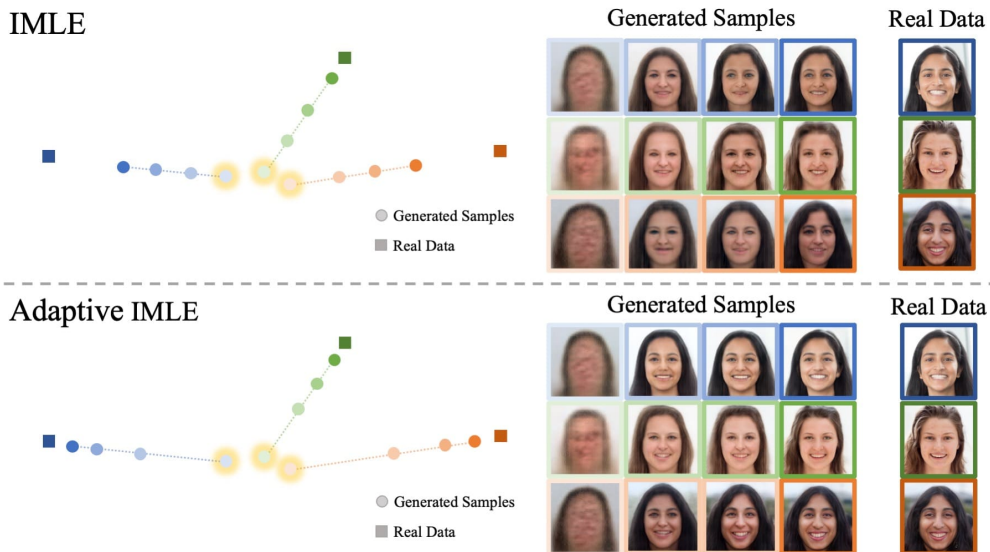 IMLE
Generated Samples
Real Data
Generated Samples
Real Data
Adaptive IMLE
Generated Samples
Real Data
Generated Samples
Real Data